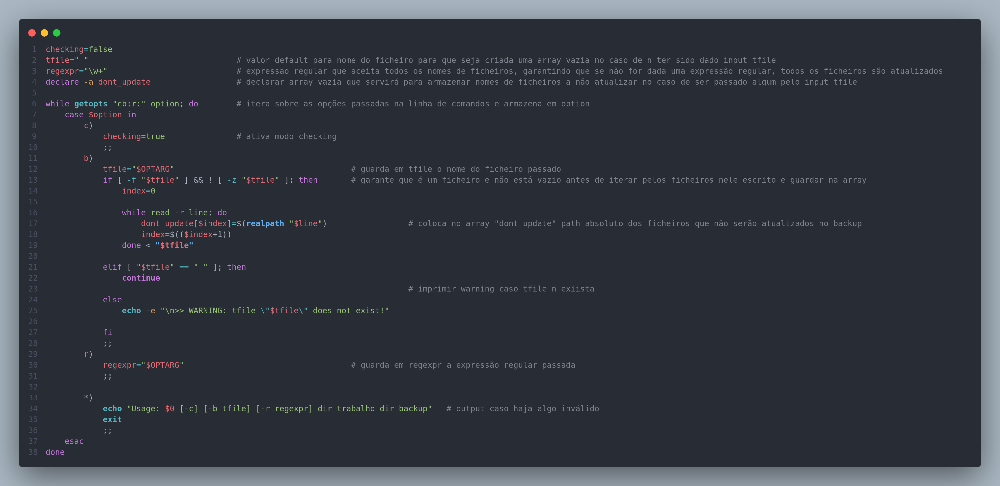 1 checking=false
2 tfile=" "                               # valor default para nome do ficheiro para que seja criada uma array vazia no caso de n ter sido dado input tfile
3 regexpr="\w+"                           # expressao regular que aceita todos os nomes de ficheiros, garantindo que se não for dada uma expressão regular, todos os ficheiros são atualizados
4 declare -a dont_update                  # declarar array vazia que servirá para armazenar nomes de ficheiros a não atualizar no caso de ser passado algum pelo input tfile
5
6 while getopts "cb:r:" option; do        # itera sobre as opções passadas na linha de comandos e armazena em option
7     case $option in
8         c)
9             checking=true               # ativa modo checking
10             ;;
11         b)
12             tfile="$OPTARG"                                     # guarda em tfile o nome do ficheiro passado
13             if [ -f "$tfile" ] && ! [ -z "$tfile" ]; then       # garante que é um ficheiro e não está vazio antes de iterar pelos ficheiros nele escrito e guardar na array
14                 index=0
15
16                 while read -r line; do
17                     dont_update[$index]=$(realpath "$line")                 # coloca no array "dont_update" path absoluto dos ficheiros que não serão atualizados no backup
18                     index=$(($index+1))
19                 done < "$tfile"
20
21             elif [ "$tfile" == " " ]; then
22                 continue
23                                                                             # imprimir warning caso tfile n exiista
24             else
25                 echo -e "\n>> WARNING: tfile \"$tfile\" does not exist!"
26
27             fi
28             ;;
29         r)
30             regexpr="$OPTARG"                                   # guarda em regexpr a expressão regular passada
31             ;;
32
33         *)
34             echo "Usage: $0 [-c] [-b tfile] [-r regexpr] dir_trabalho dir_backup"   # output caso haja algo inválido
35             exit
36             ;;
37     esac
38 done